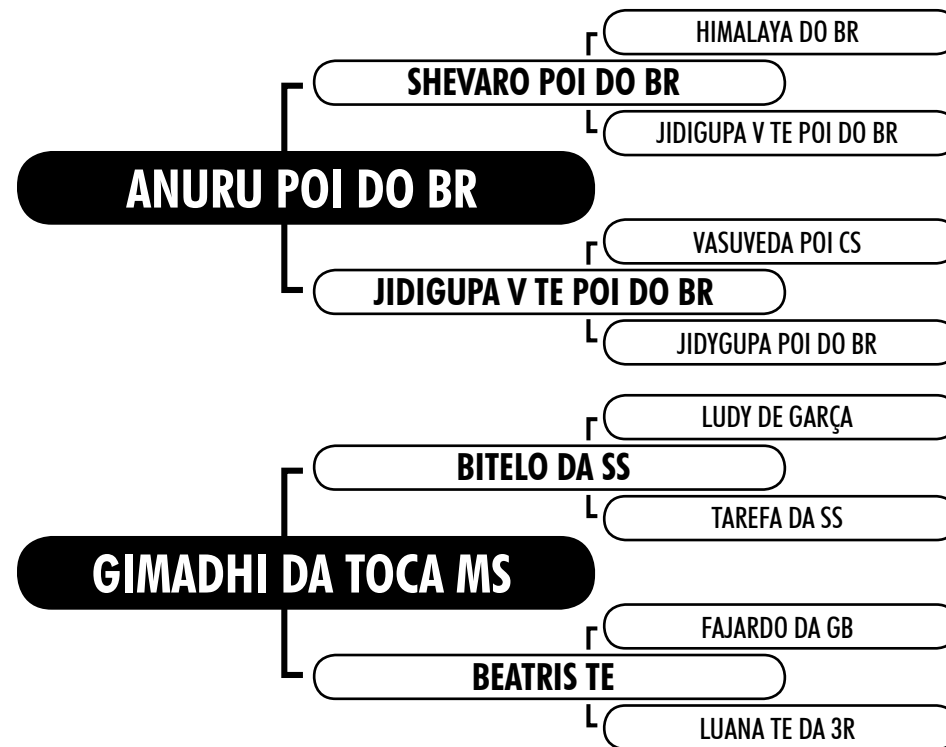 HIMALAYA DO BR
SHEVARO POI DO BR
JIDIGUPA V TE POI DO BR
ANURU POI DO BR
VASUVEDA POI CS
JIDIGUPA V TE POI DO BR
JIDYGUPA POI DO BR
LUDY DE GARÇA
BITELO DA SS
TAREFA DA SS
GIMADHI DA TOCA MS
FAJARDO DA GB
BEATRIS TE
LUANA TE DA 3R